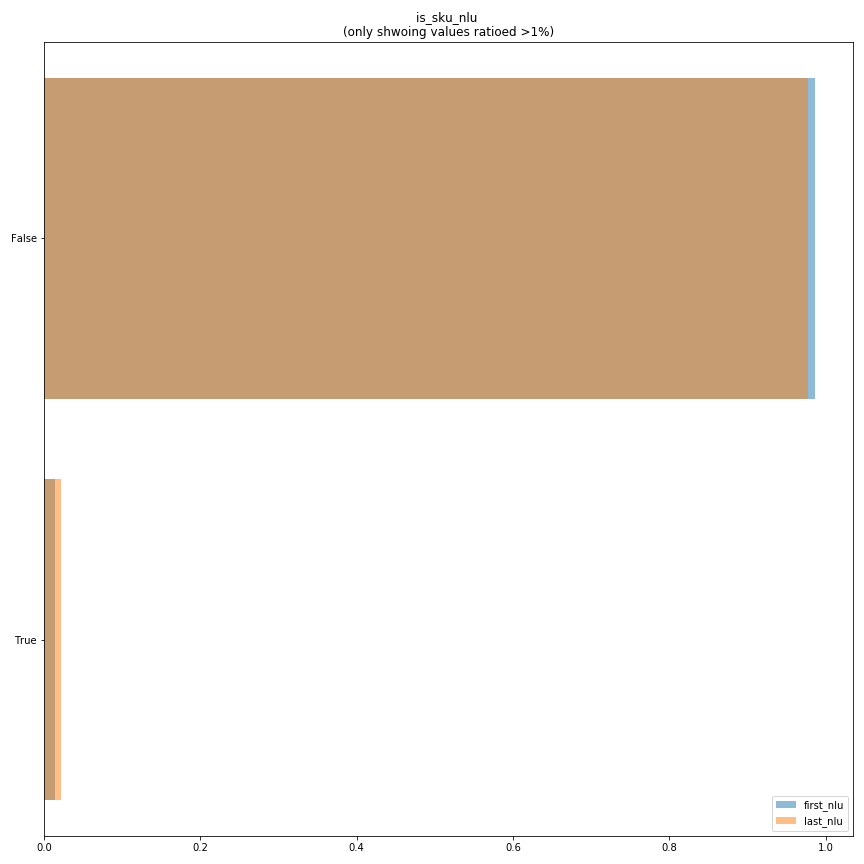 is_sku_nlu
(only shwoing values ratioed >1%)
False
True
0.0
0.2
0.4
0.6
0.8
1.0
first_nlu
last_nlu